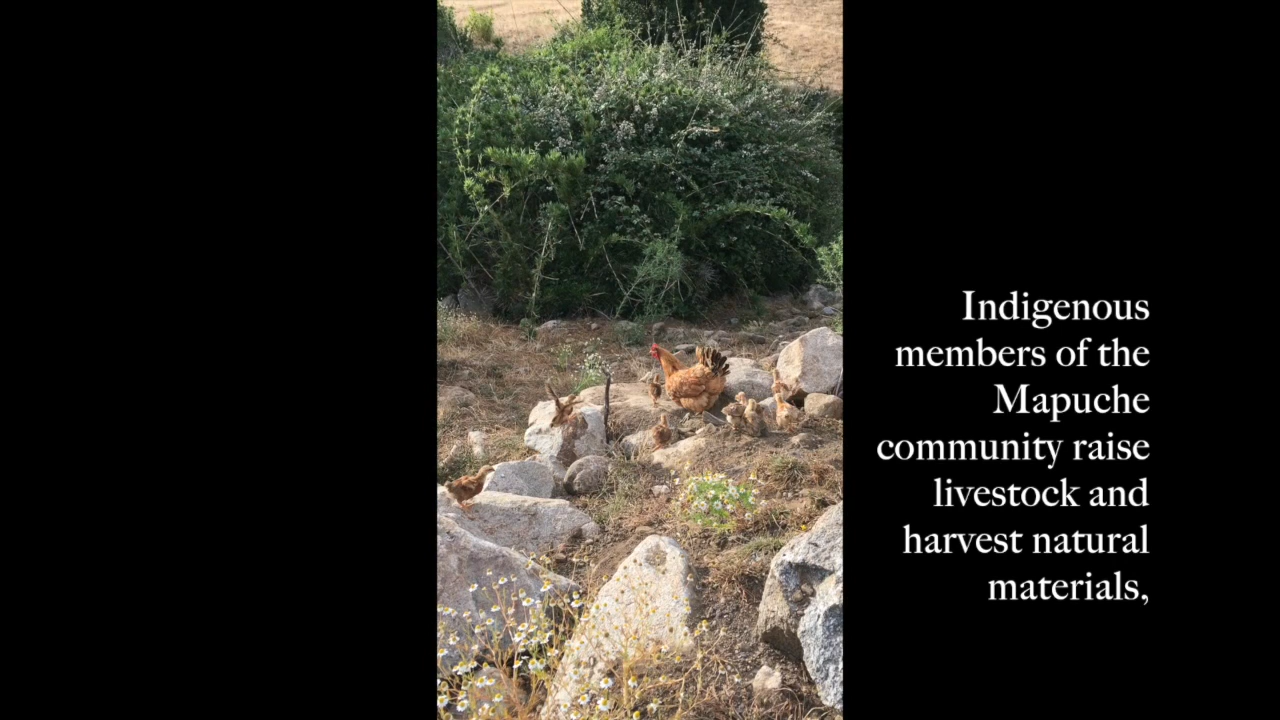 Indigenous
members of the
Mapuche
community raise
livestock and
harvest natural
materials,